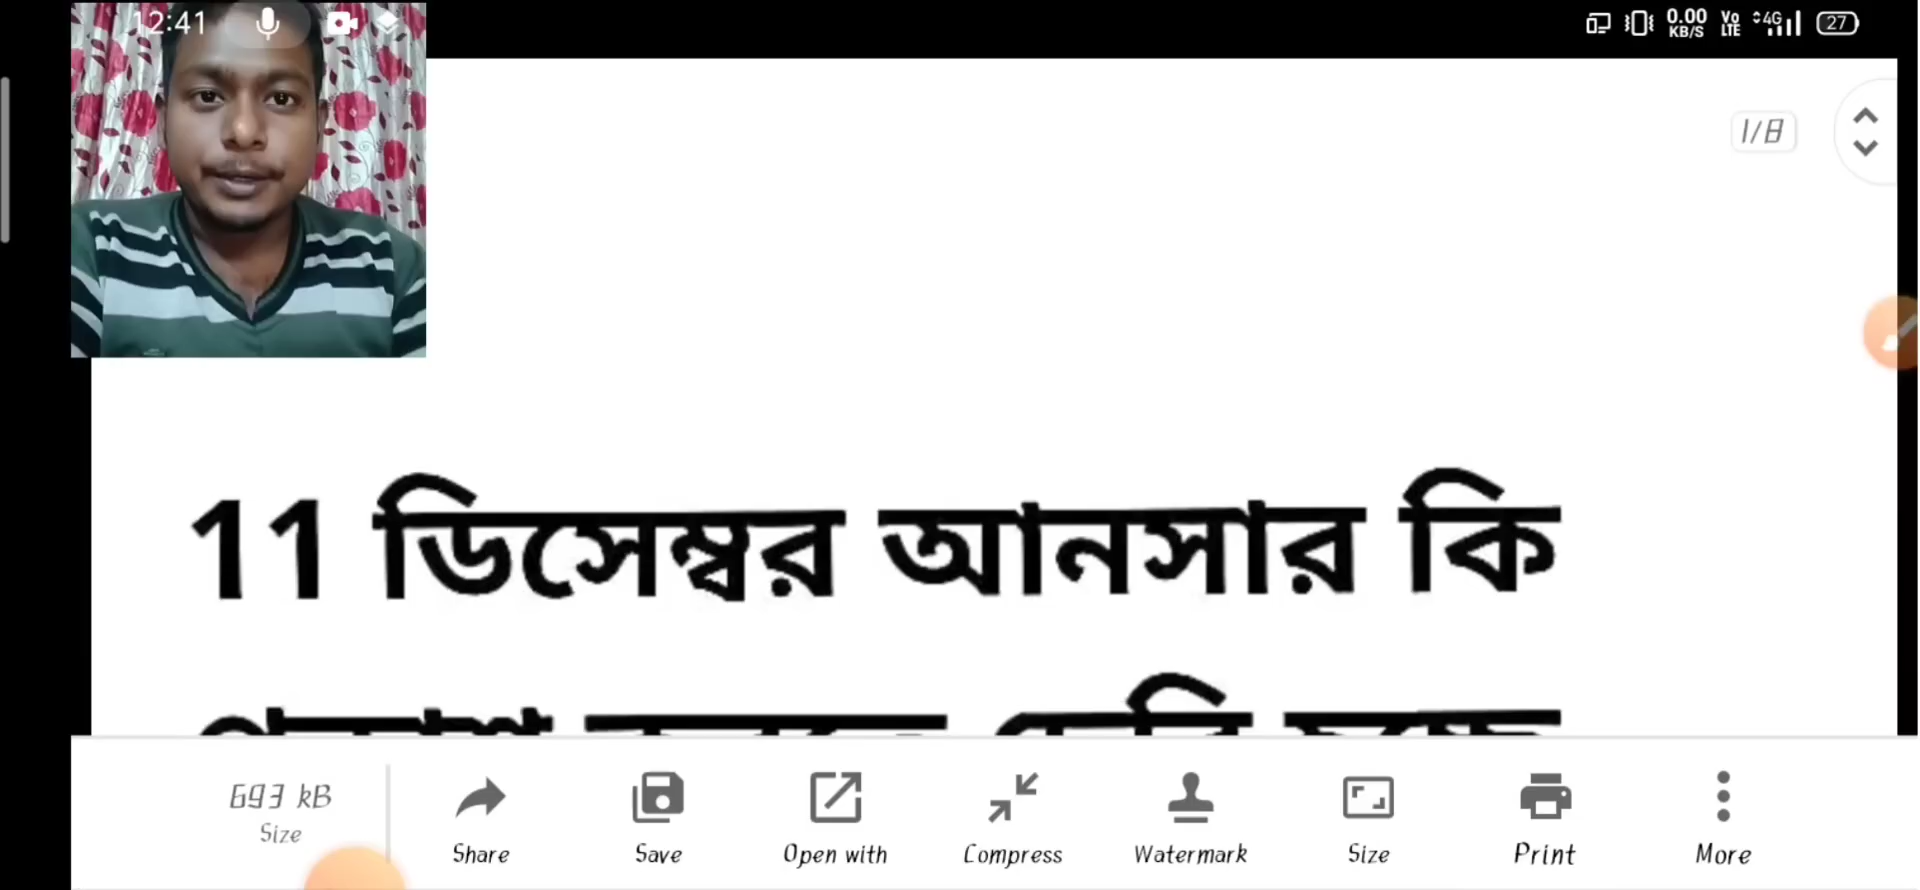 12:41
0.00 KB/S Vo LTE 4G 27
1/8
11 ডিসেম্বর আনসার কি
693 kB
Size
Share
Save
Open with
Compress
Watermark
Size
Print
More